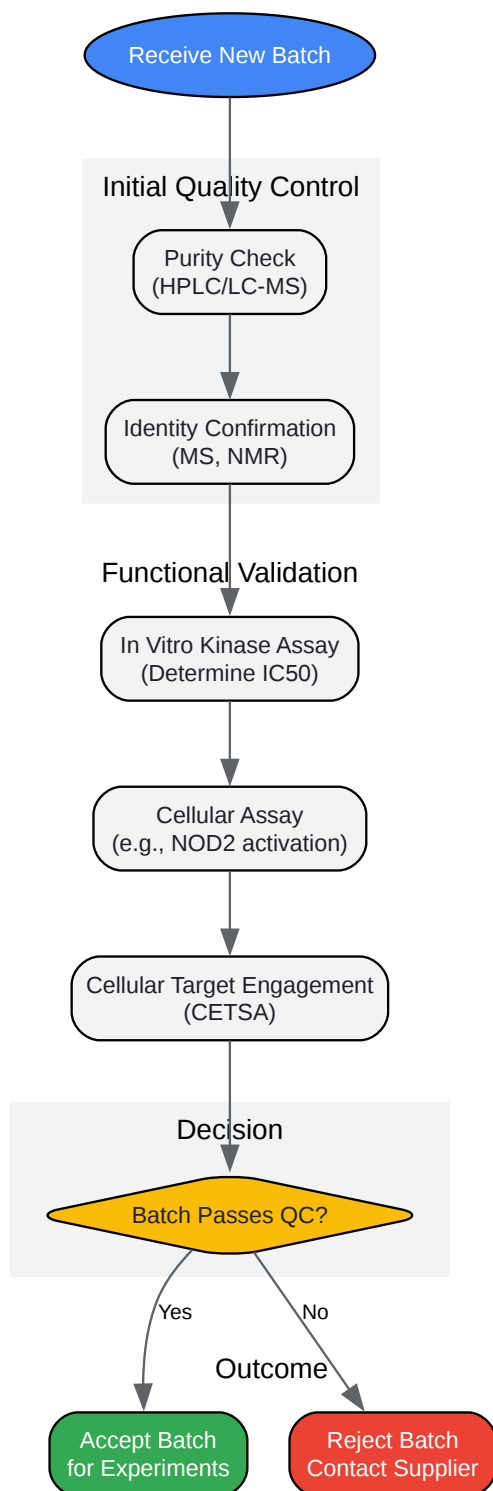 Receive New Batch
Initial Quality Control
Purity Check
(HPLC/LC-MS)
Identity Confirmation
(MS, NMR)
Functional Validation
In Vitro Kinase Assay
(Determine IC50)
Cellular Assay
(e.g., NOD2 activation)
Cellular Target Engagement
(CETSA)
Decision
Batch Passes QC?
Yes
No
Outcome
Accept Batch
for Experiments
Reject Batch
Contact Supplier